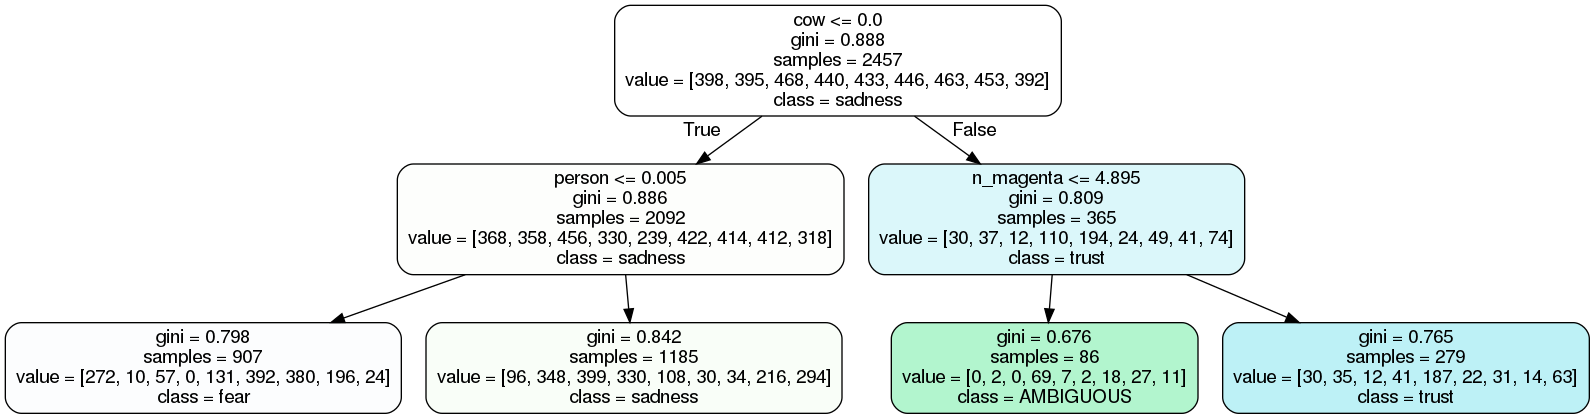 cow <= 0.0
gini = 0.888
samples = 2457
value = [398, 395, 468, 440, 433, 446, 463, 453, 392]
class = sadness
True
False
person <= 0.005
gini = 0.886
samples = 2092
value = [368, 358, 456, 330, 239, 422, 414, 412, 318]
class = sadness
n_magenta <= 4.895
gini = 0.809
samples = 365
value = [30, 37, 12, 110, 194, 24, 49, 41, 74]
class = trust
gini = 0.798
samples = 907
value = [272, 10, 57, 0, 131, 392, 380, 196, 24]
class = fear
gini = 0.842
samples = 1185
value = [96, 348, 399, 330, 108, 30, 34, 216, 294]
class = sadness
gini = 0.676
samples = 86
value = [0, 2, 0, 69, 7, 2, 18, 27, 11]
class = AMBIGUOUS
gini = 0.765
samples = 279
value = [30, 35, 12, 41, 187, 22, 31, 14, 63]
class = trust